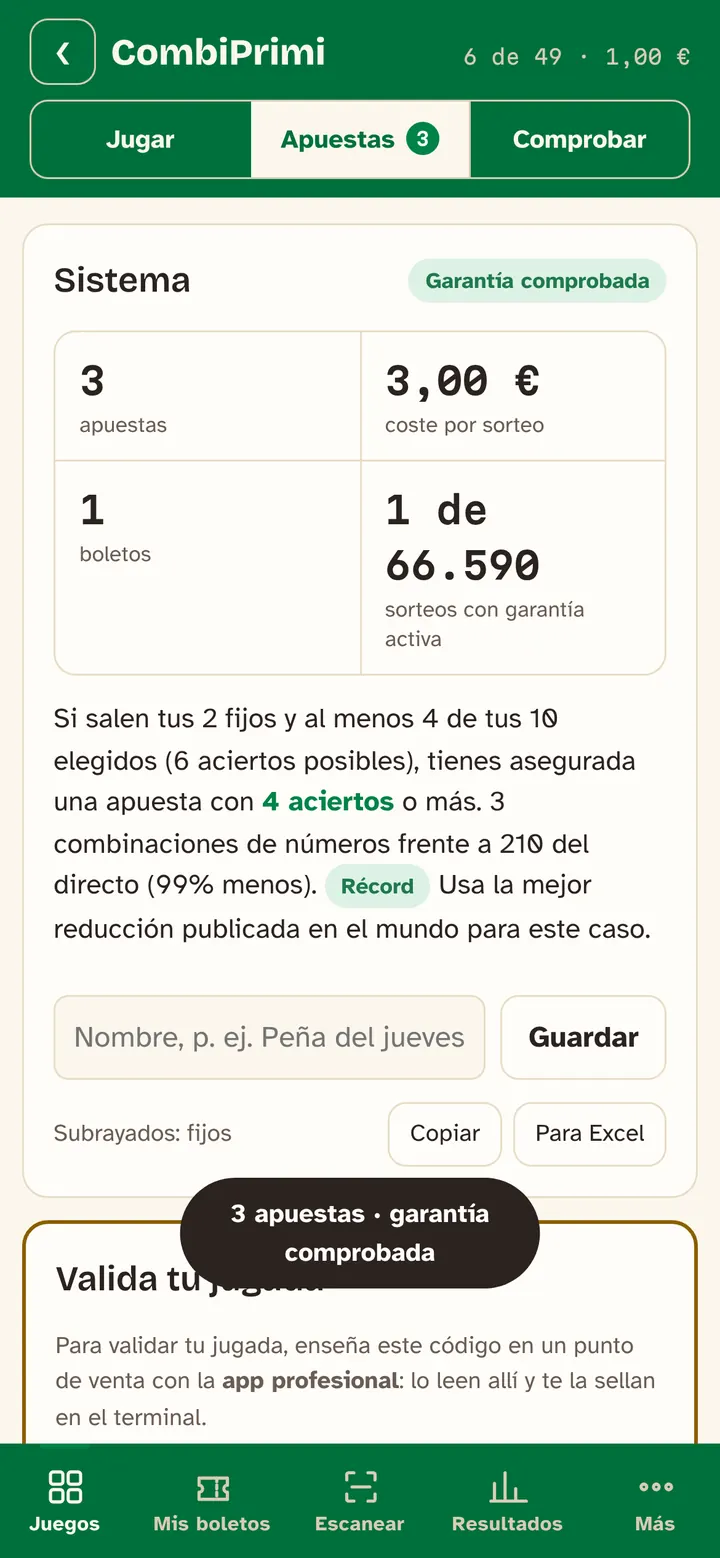 CombiPrimi
6 de 49 · 1,00 €
Jugar
Apuestas 3
Comprobar
Sistema
Garantía comprobada
3
apuestas
3,00 €
coste por sorteo
1
boletos
1 de
66.590
sorteos con garantía
activa
Si salen tus 2 fijos y al menos 4 de tus 10
elegidos (6 aciertos posibles), tienes asegurada
una apuesta con 4 aciertos o más. 3
combinaciones de números frente a 210 del
directo (99% menos). Récord Usa la mejor
reducción publicada en el mundo para este caso.
Nombre, p. ej. Peña del jueves
Guardar
Subrayados: fijos
Copiar
Para Excel
3 apuestas · garantía
comprobada
Valida tu jugada
Para validar tu jugada, enseña este código en un punto
de venta con la app profesional: lo leen allí y te la sellan
en el terminal.
Juegos
Mis boletos
Escanear
Resultados
Más